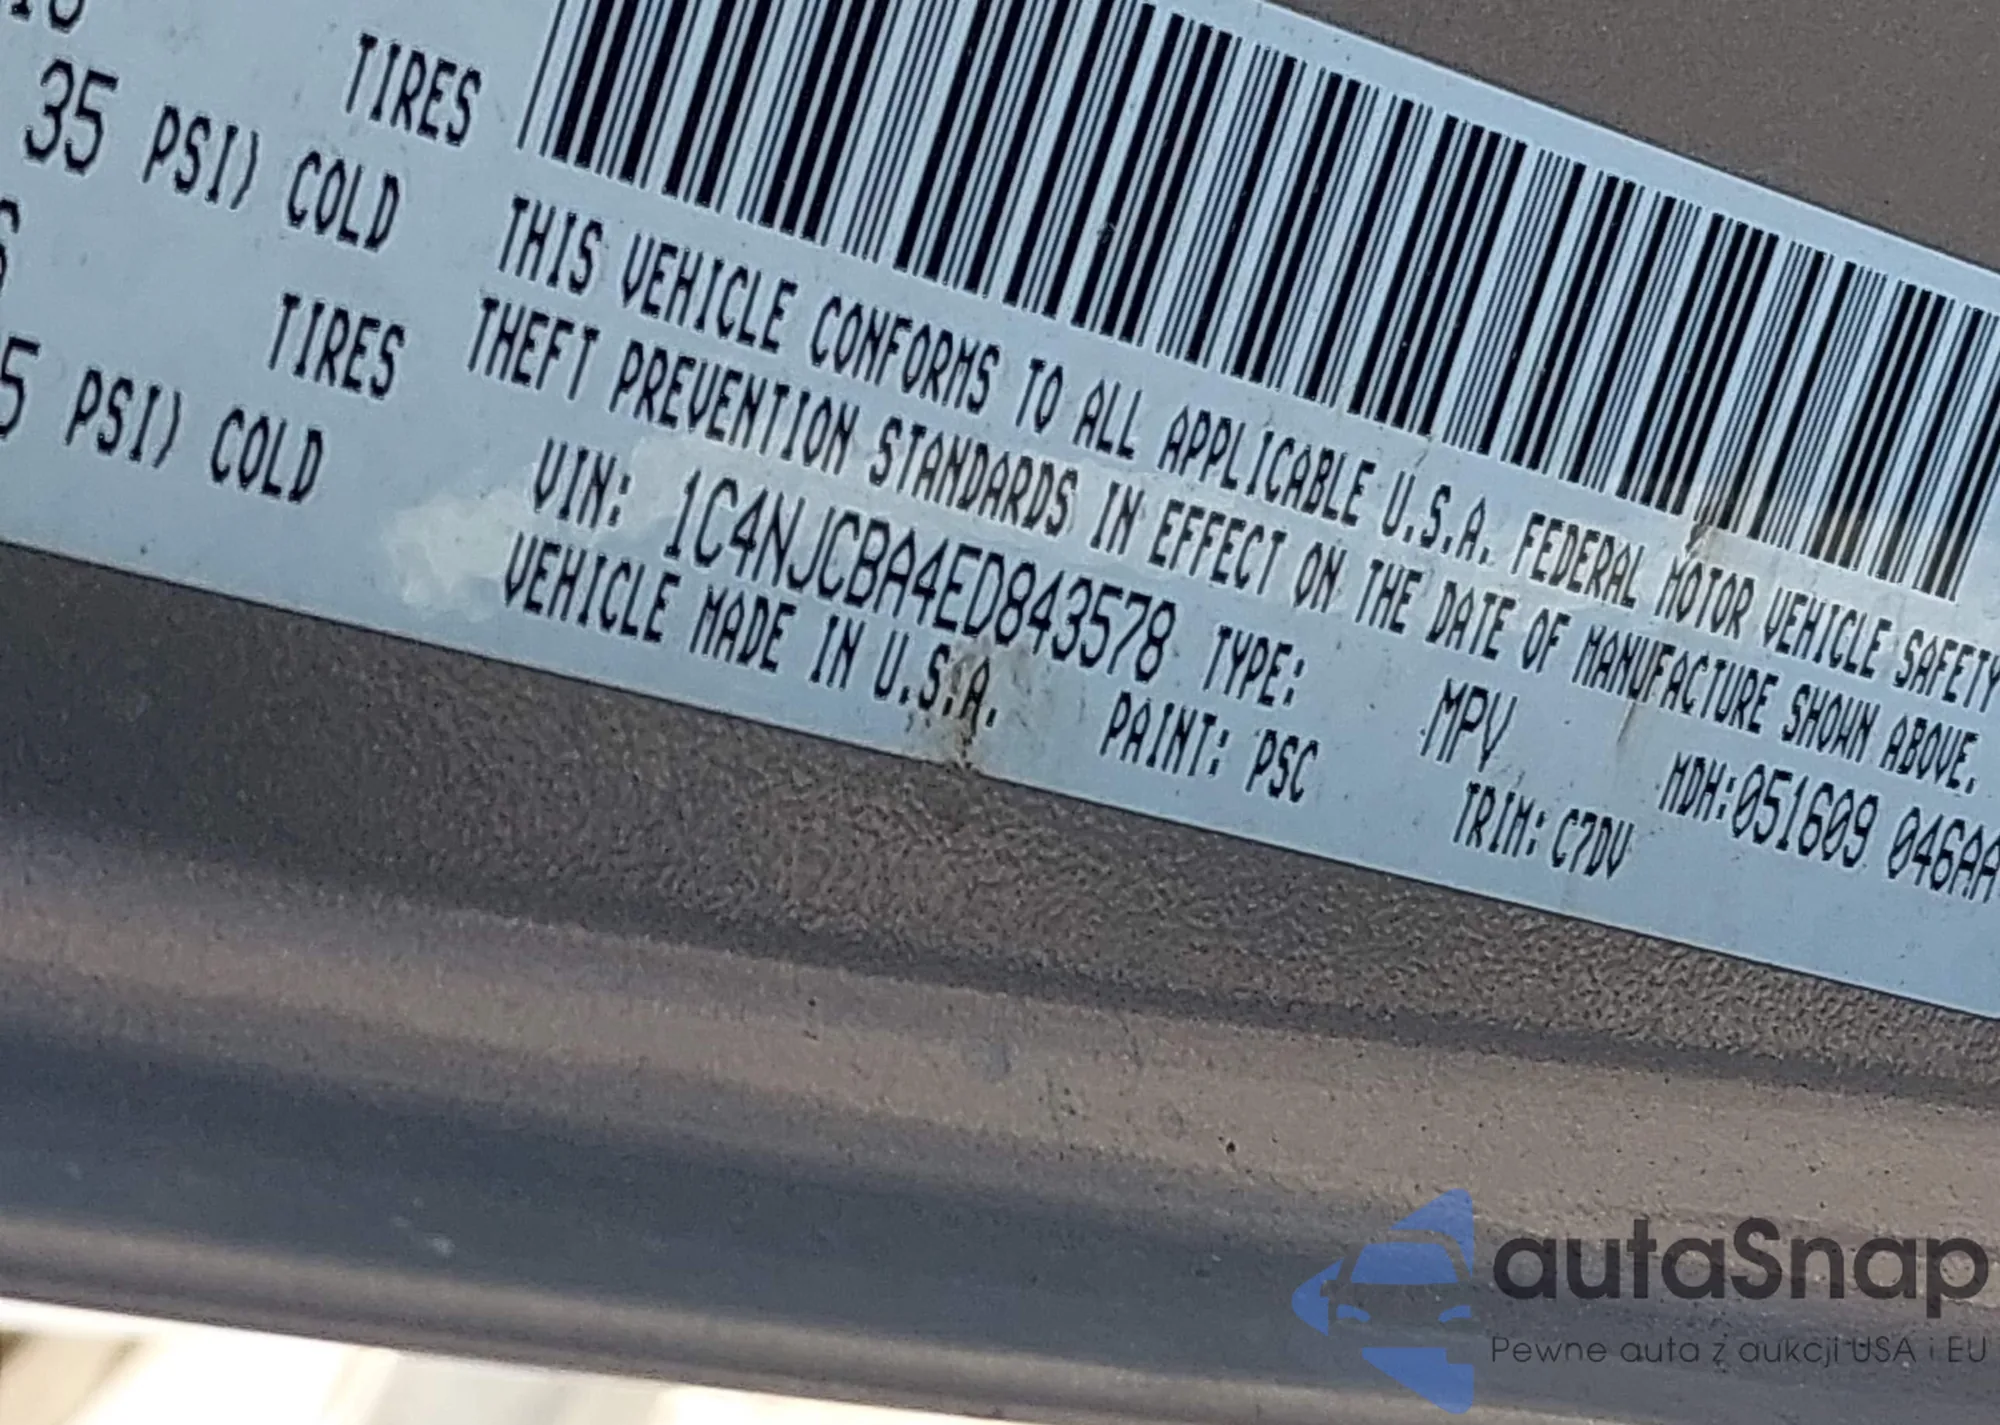 TIRES
35 PSI) COLD
TIRES
5 PSI) COLD
THIS VEHICLE CONFORMS TO ALL APPLICABLE U.S.A. FEDERAL MOTOR VEHICLE SAFETY
THEFT PREVENTION STANDARDS IN EFFECT ON THE DATE OF MANUFACTURE SHOWN ABOVE.
VIN: 1C4NJCBA4ED843578 TYPE: MPV MDH:051609 046AA
VEHICLE MADE IN U.S.A. PAINT: PSC TRIM: C7DV
autaSnap
Pewne auta z aukcji USA i EU